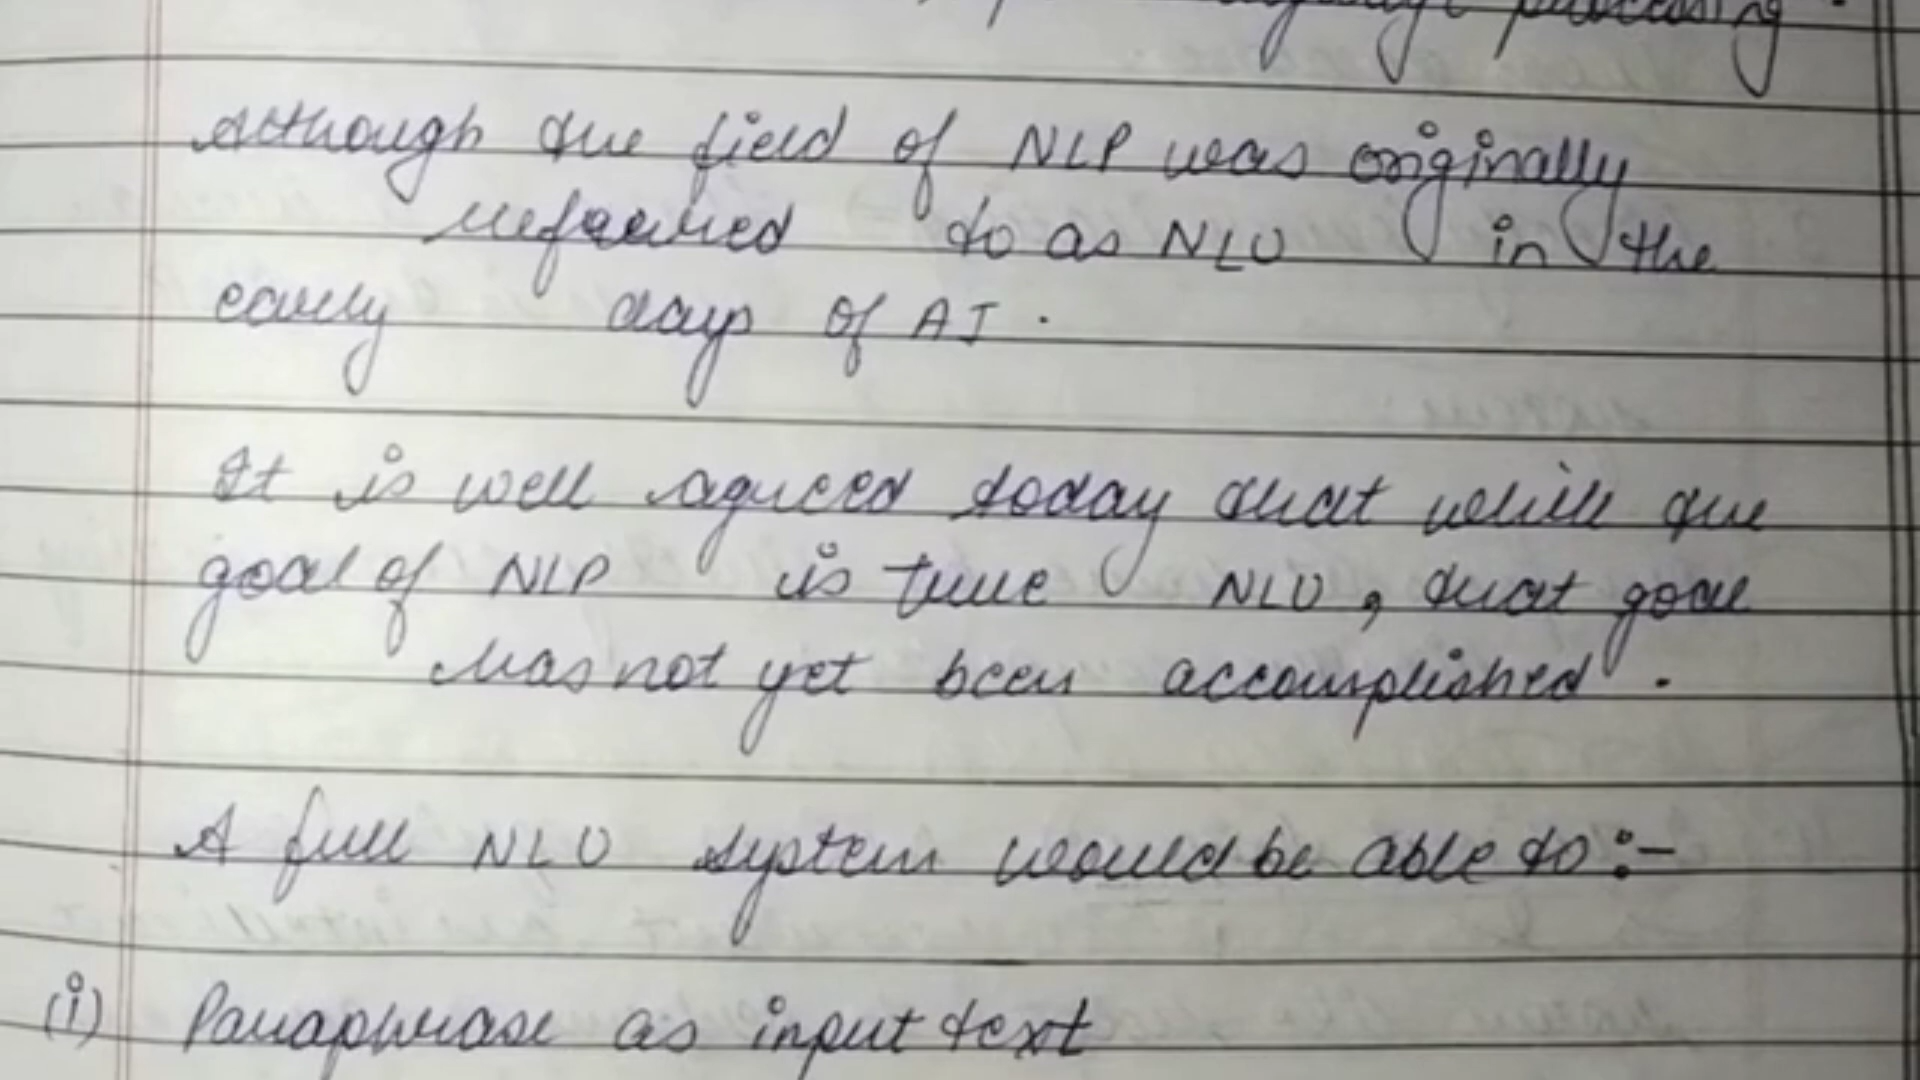 language processing
Although the field of NLP was originally
referred to as NLU in the
early days of AI.
It is well agreed today that while the
goal of NLP is true NLU, that goal
has not yet been accomplished.
A full NLU system would be able to :-
(i) Paraphrase as input text